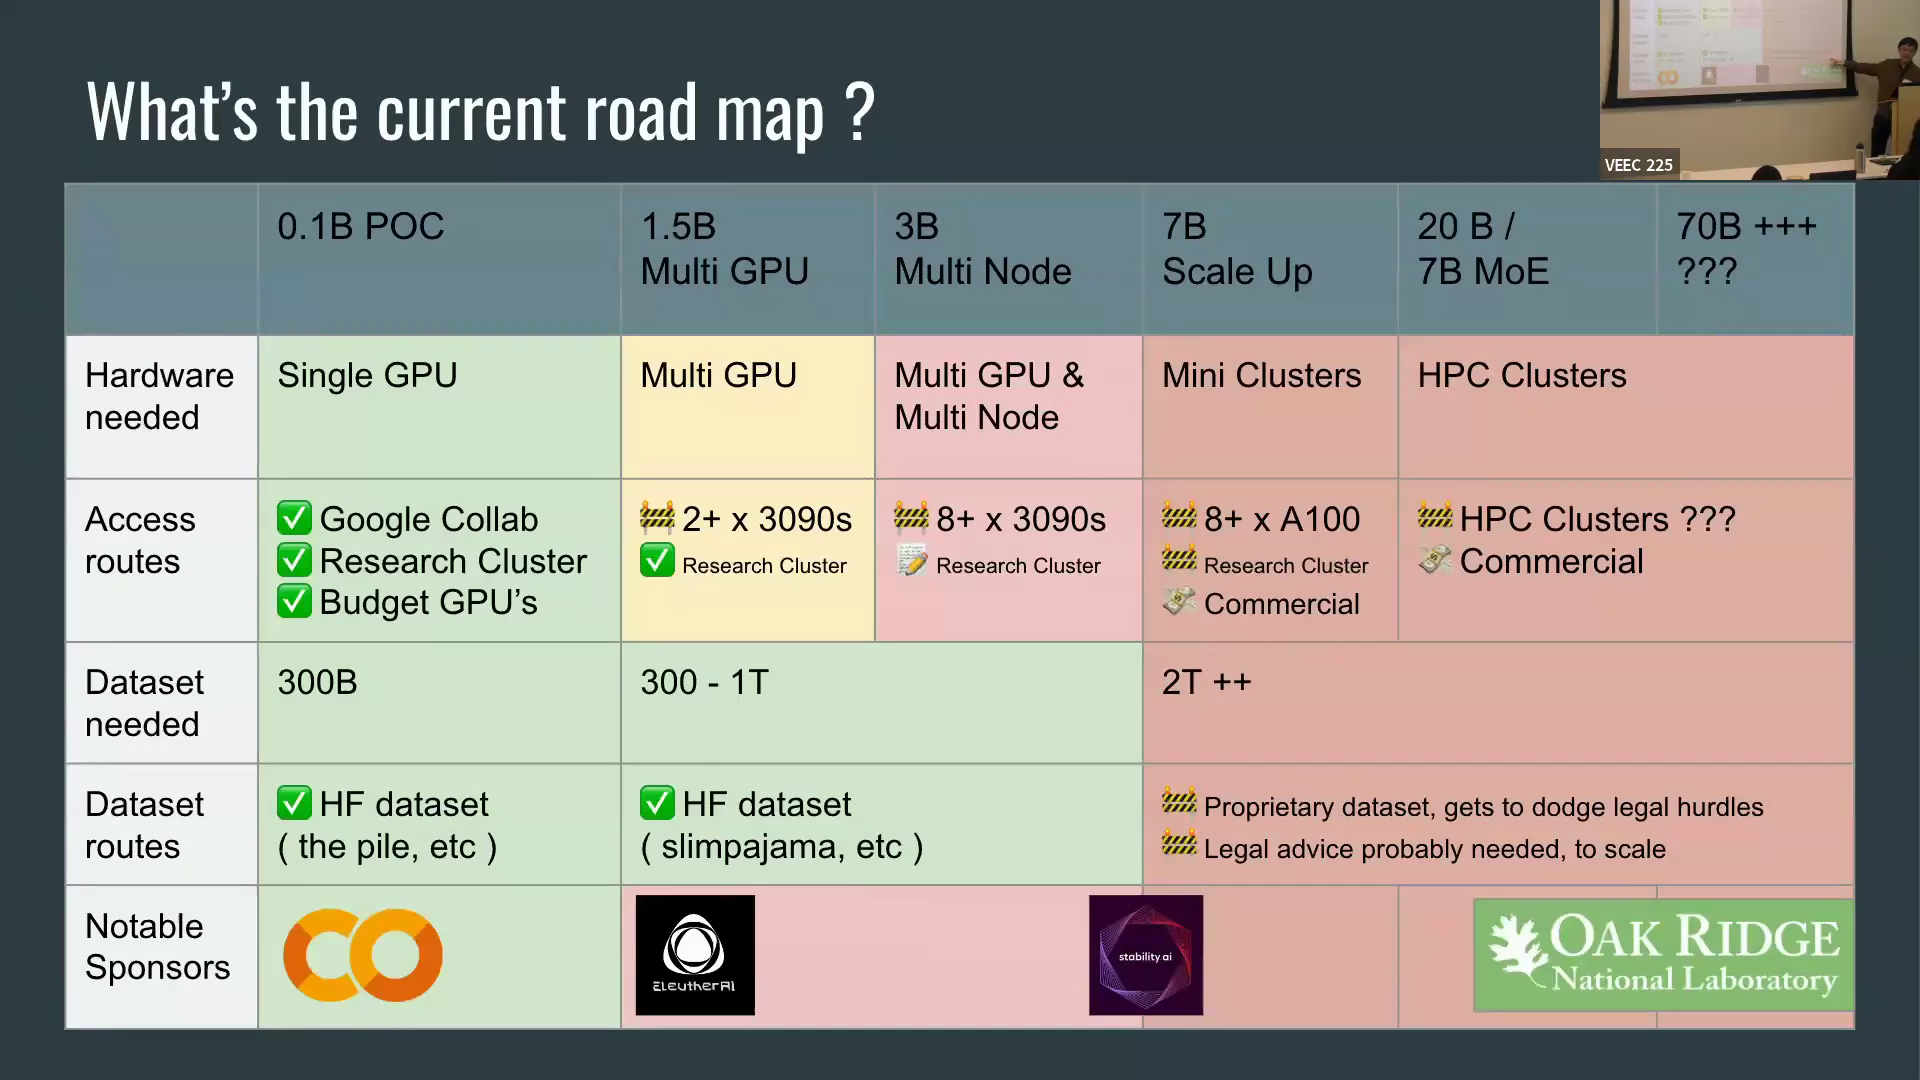 What's the current road map ?
VEEC 225
0.1B POC
1.5B
Multi GPU
3B
Multi Node
7B
Scale Up
20 B /
7B MoE
70B +++
???
Hardware
needed
Single GPU
Multi GPU
Multi GPU &
Multi Node
Mini Clusters
HPC Clusters
Access
routes
✅ Google Collab
✅ Research Cluster
✅ Budget GPU's
🚧 2+ x 3090s
✅ Research Cluster
🚧 8+ x 3090s
📝 Research Cluster
🚧 8+ x A100
🚧 Research Cluster
💸 Commercial
🚧 HPC Clusters ???
💸 Commercial
Dataset
needed
300B
300 - 1T
2T ++
Dataset
routes
✅ HF dataset
( the pile, etc )
✅ HF dataset
( slimpajama, etc )
🚧 Proprietary dataset, gets to dodge legal hurdles
🚧 Legal advice probably needed, to scale
Notable
Sponsors
EleutherAI
stability ai
OAK RIDGE
National Laboratory